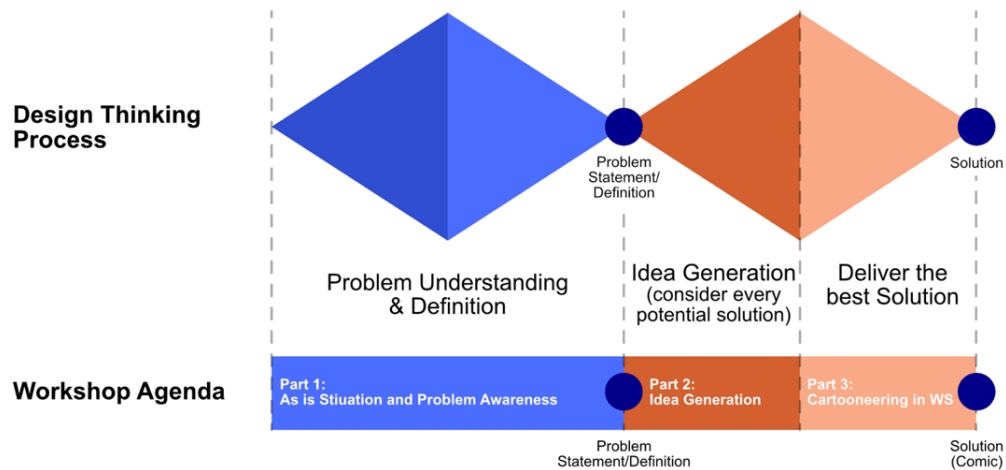 Design Thinking
Process
Problem
Statement/
Definition
Solution
Problem Understanding
& Definition
Idea Generation
(consider every
potential solution)
Deliver the
best Solution
Workshop Agenda
Part 1:
As is Stiuation and Problem Awareness
Part 2:
Idea Generation
Part 3:
Cartooneering in WS
Problem
Statement/Definition
Solution
(Comic)